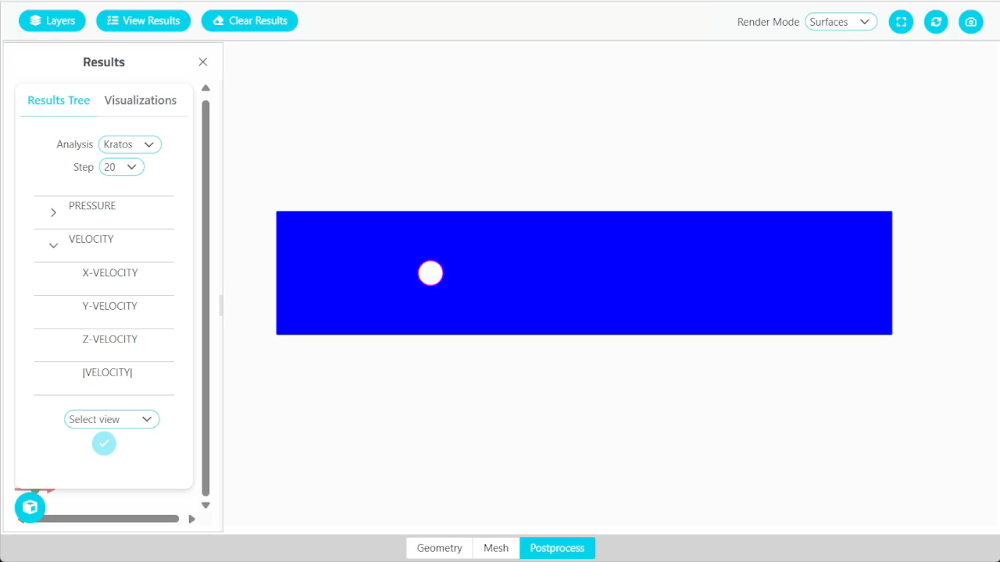 Layers View Results Clear Results Render Mode Surfaces
Results
Results Tree Visualizations
Analysis Kratos
Step 20
PRESSURE
VELOCITY
X-VELOCITY
Y-VELOCITY
Z-VELOCITY
|VELOCITY|
Select view
Geometry Mesh Postprocess